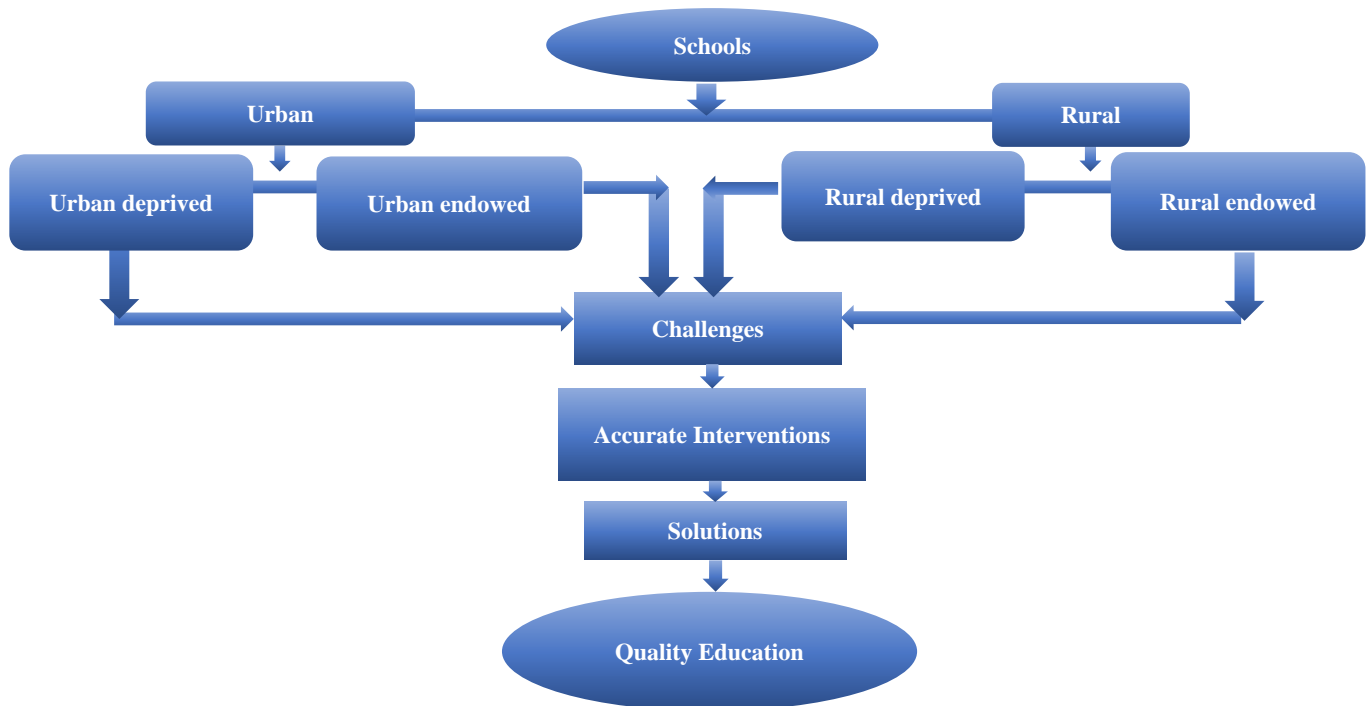 Schools
Urban
Rural
Urban deprived
Urban endowed
Rural deprived
Rural endowed
Challenges
Accurate Interventions
Solutions
Quality Education